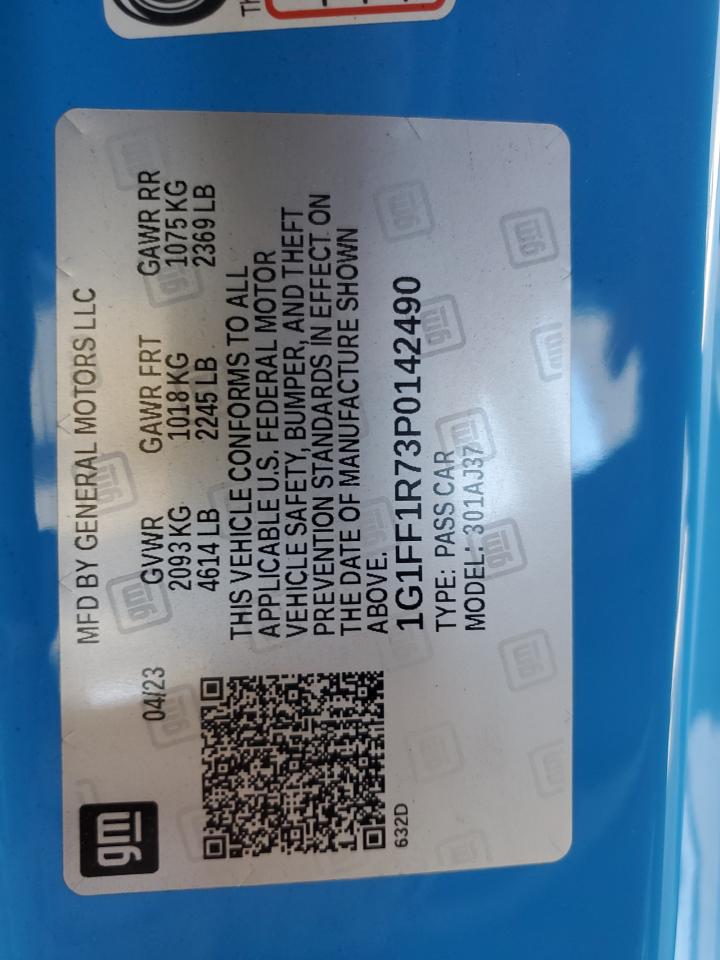 gm
MFD BY GENERAL MOTORS LLC
04/23
GVWR GAWR FRT GAWR RR
2093 KG 1018 KG 1075 KG
4614 LB 2245 LB 2369 LB
THIS VEHICLE CONFORMS TO ALL
APPLICABLE U.S. FEDERAL MOTOR
VEHICLE SAFETY, BUMPER, AND THEFT
PREVENTION STANDARDS IN EFFECT ON
THE DATE OF MANUFACTURE SHOWN
ABOVE.
1G1FF1R73P0142490
632D
TYPE: PASS CAR
MODEL: 301AJ37